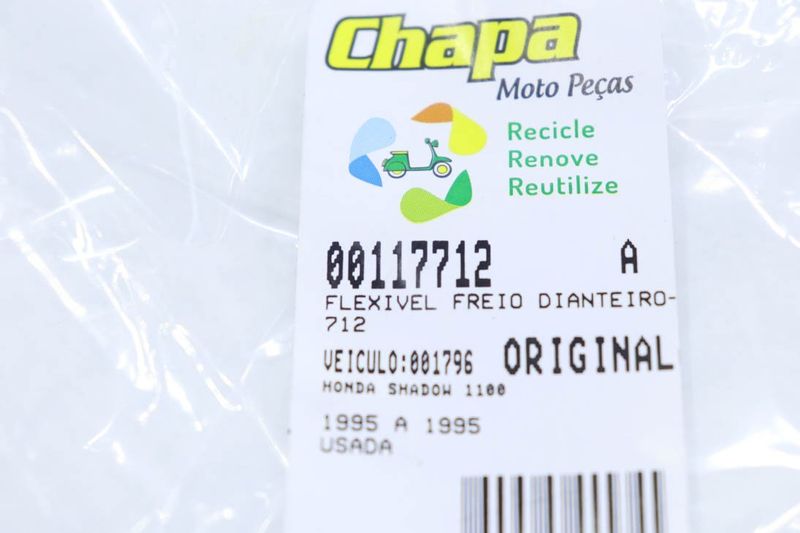 Chapa
Moto Peças
Recicle
Renove
Reutilize
00117712 A
FLEXIVEL FREIO DIANTEIRO-
712
VEICULO:001796 ORIGINAL
HONDA SHADOW 1100
1995 A 1995
USADA